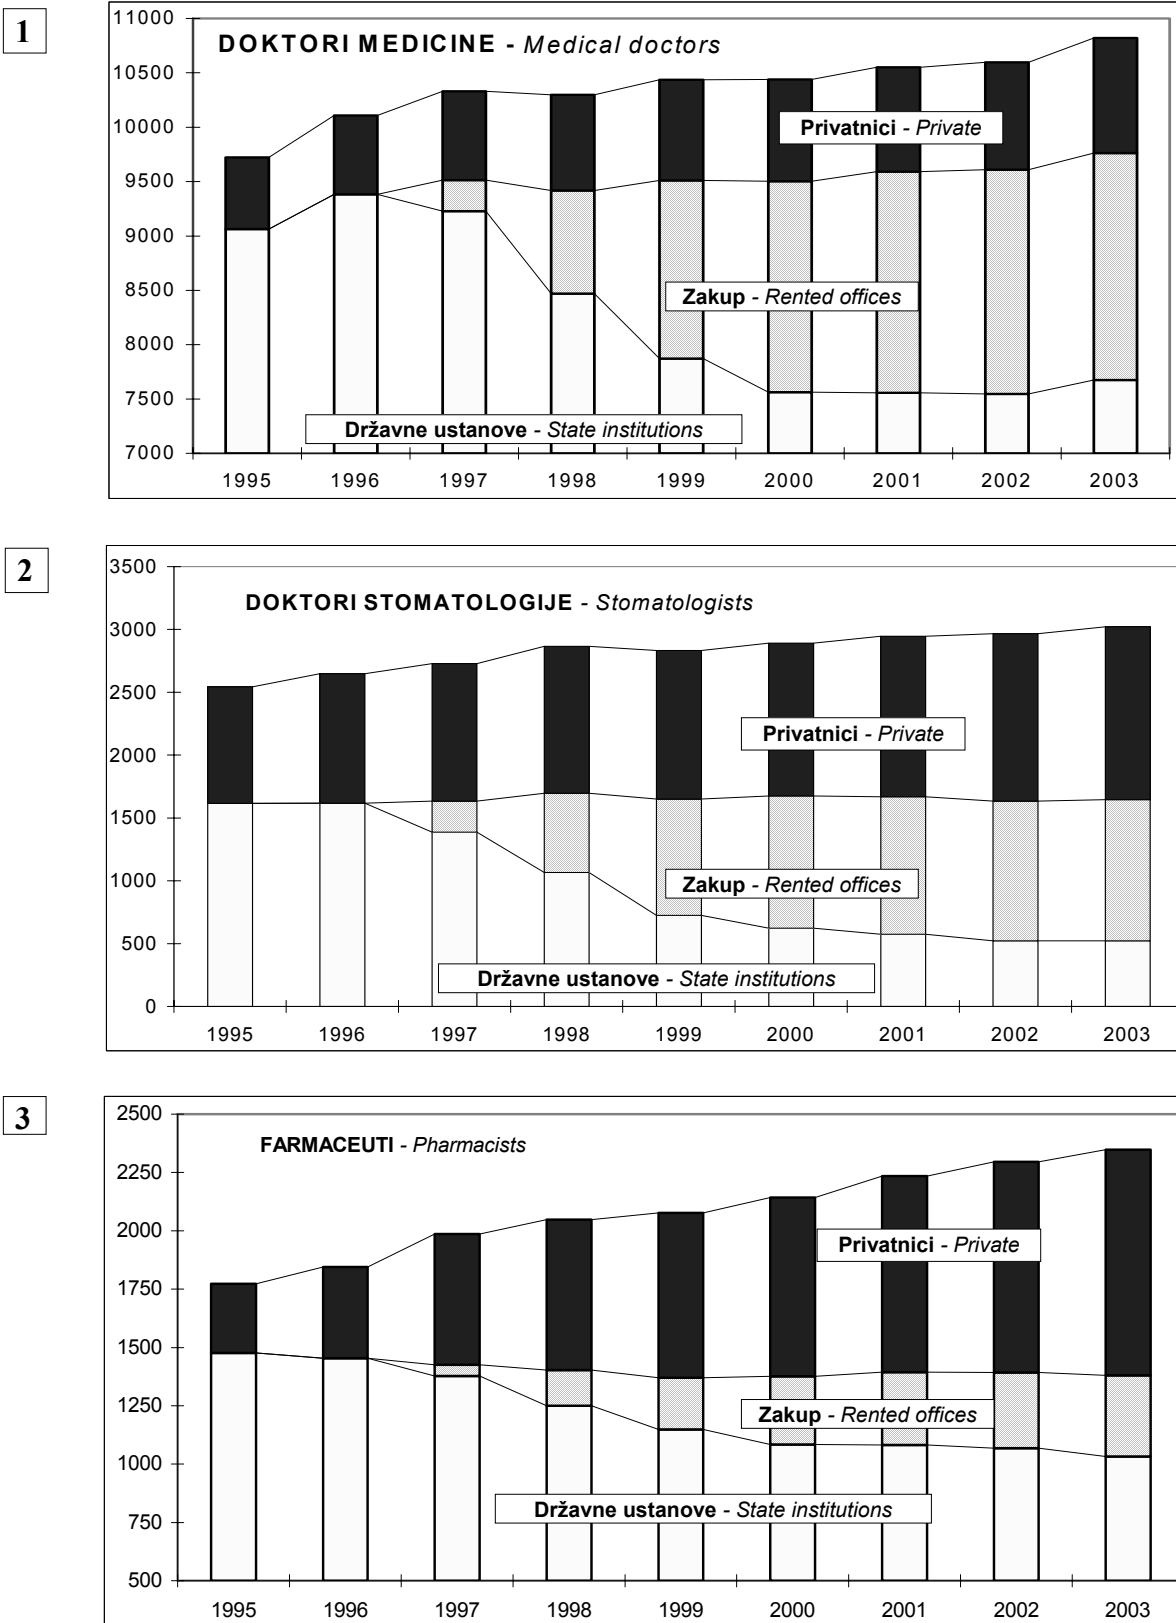 1
DOKTORI MEDICINE - Medical doctors
11000
10500
10000
9500
9000
8500
8000
7500
7000
Privatnici - Private
Zakup - Rented offices
Državne ustanove - State institutions
1995 1996 1997 1998 1999 2000 2001 2002 2003
2
DOKTORI STOMATOLOGIJE - Stomatologists
3500
3000
2500
2000
1500
1000
500
0
Privatnici - Private
Zakup - Rented offices
Državne ustanove - State institutions
1995 1996 1997 1998 1999 2000 2001 2002 2003
3
FARMACEUTI - Pharmacists
2500
2250
2000
1750
1500
1250
1000
750
500
Privatnici - Private
Zakup - Rented offices
Državne ustanove - State institutions
1995 1996 1997 1998 1999 2000 2001 2002 2003